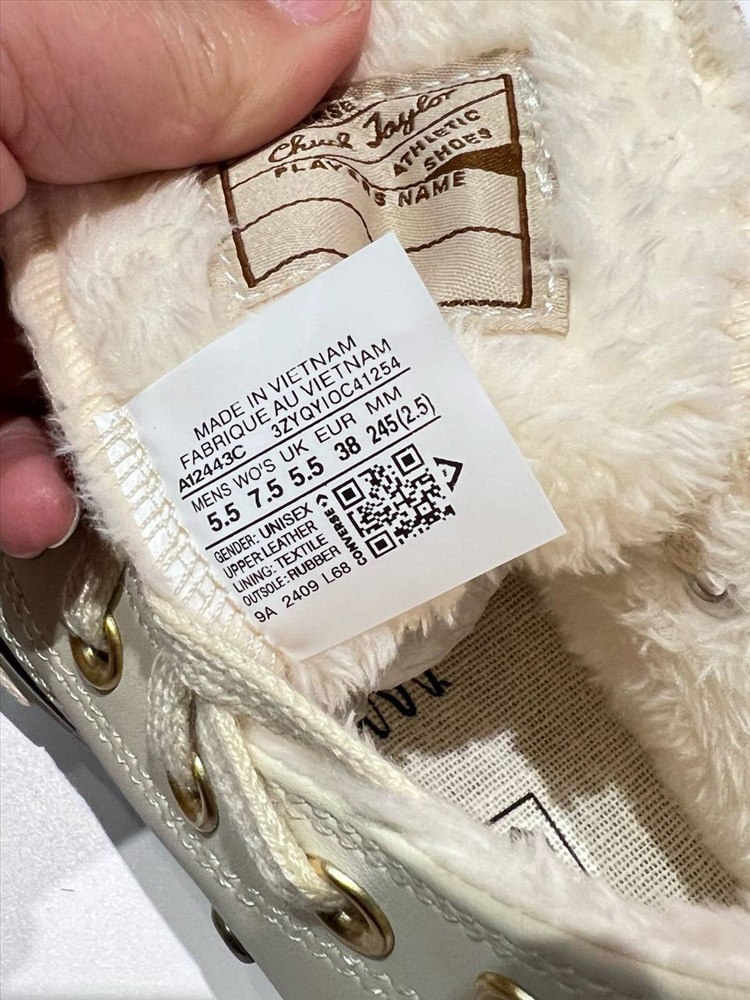 Chuck Taylor
ATHLETIC
SHOES
PLAYERS NAME
MADE IN VIETNAM
FABRIQUE AU VIETNAM
A12443C 3ZYQYIOC41254
MENS WO'S UK EUR MM
5.5 7.5 5.5 38 245(2.5)
GENDER: UNISEX
UPPER:LEATHER
LINING: TEXTILE
OUTSOLE:RUBBER
9A 2409 L68
CONVERSE